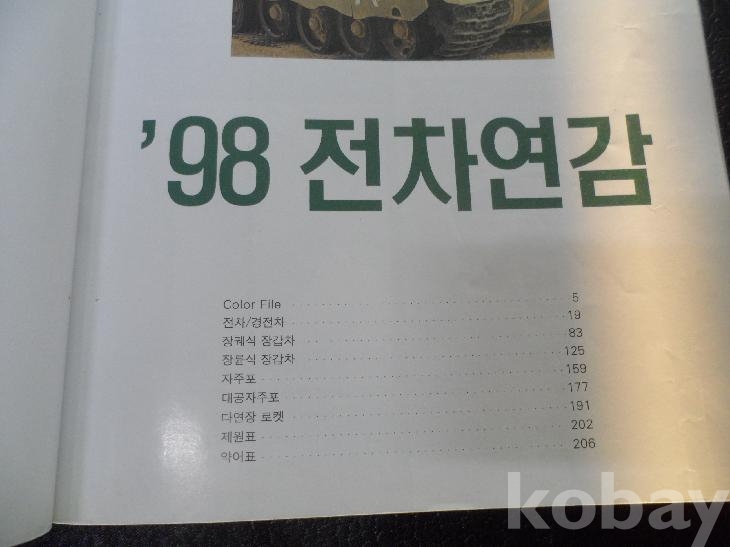 '98 전차연감
Color File 5
전차/경전차 19
장궤식 장갑차 83
장륜식 장갑차 125
자주포 159
대공자주포 177
다연장 로켓 191
제원표 202
약어표 206
kobay